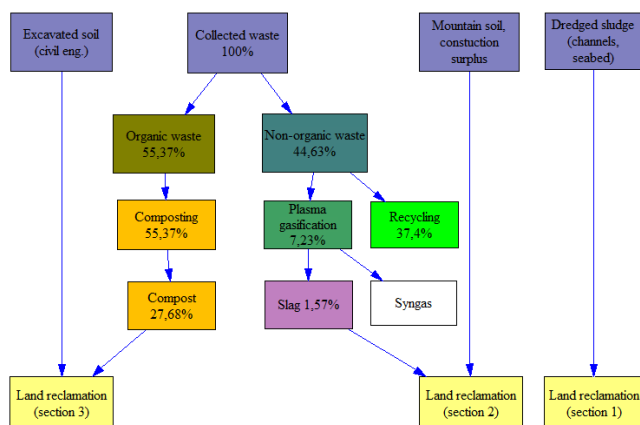 Excavated soil
(civil eng.)
Collected waste
100%
Mountain soil,
constuction
surplus
Dredged sludge
(channels,
seabed)
Organic waste
55,37%
Non-organic waste
44,63%
Composting
55,37%
Plasma
gasification
7,23%
Recycling
37,4%
Compost
27,68%
Slag 1,57%
Syngas
Land reclamation
(section 3)
Land reclamation
(section 2)
Land reclamation
(section 1)